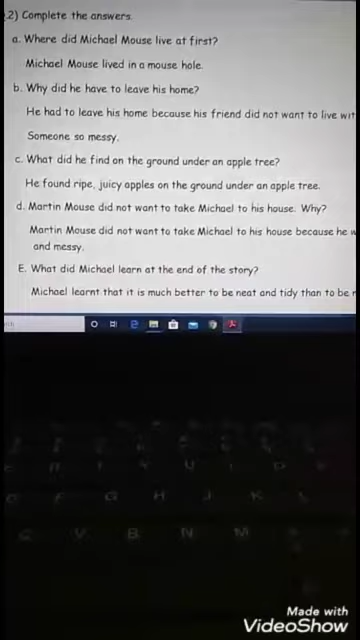 2) Complete the answers.
a. Where did Michael Mouse live at first?
Michael Mouse lived in a mouse hole.
b. Why did he have to leave his home?
He had to leave his home because his friend did not want to live
Someone so messy.
c. What did he find on the ground under an apple tree?
He found ripe, juicy apples on the ground under an apple tree.
d. Martin Mouse did not want to take Michael to his house. Why?
Martin Mouse did not want to take Michael to his house because he
and messy.
E. What did Michael learn at the end of the story?
Michael learnt that it is much better to be neat and tidy than to be
Y U I
G H J K L
C V B N M
Made with
VideoShow